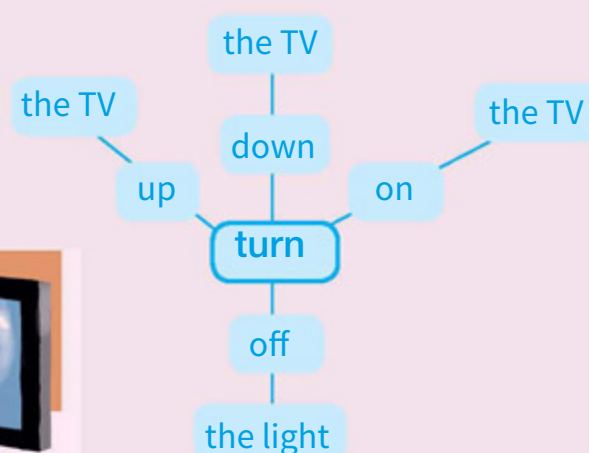 the TV
the TV
the TV
down
up
on
turn
off
the light